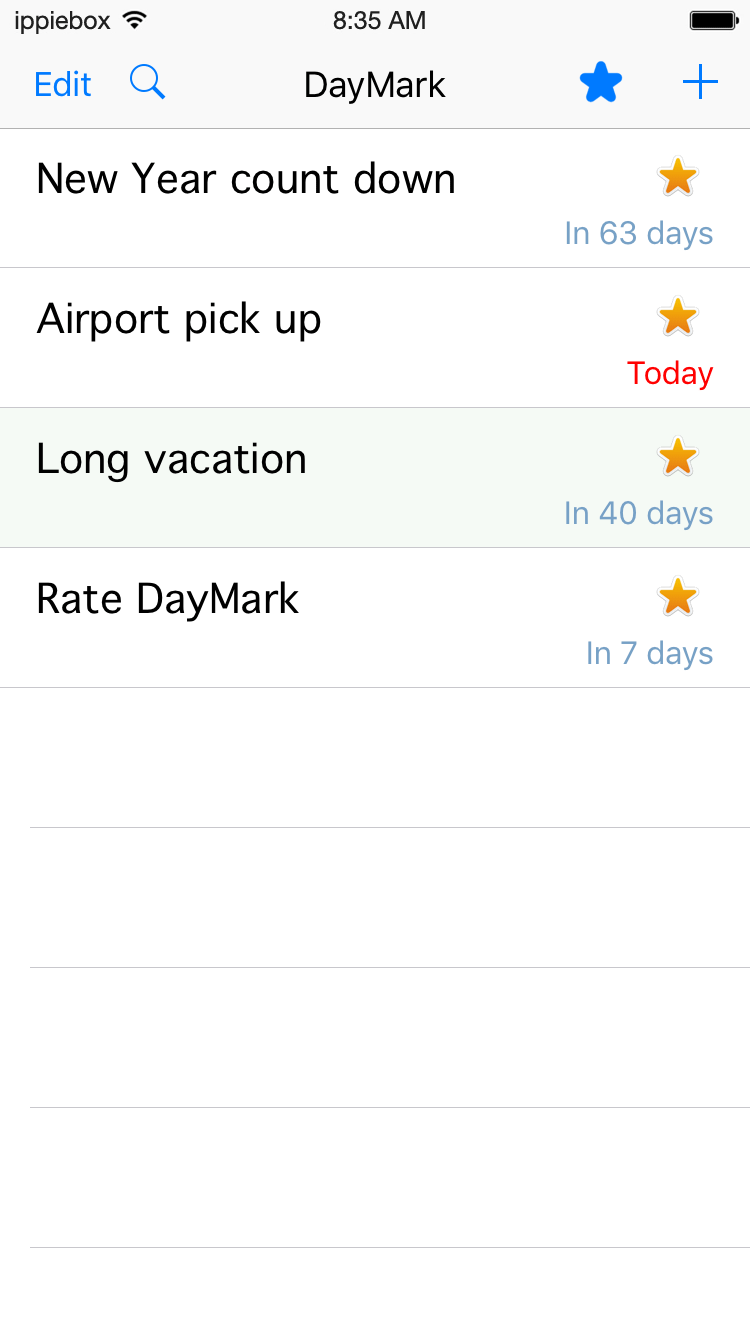 ippiebox 8:35 AM
Edit DayMark
New Year count down
In 63 days
Airport pick up
Today
Long vacation
In 40 days
Rate DayMark
In 7 days